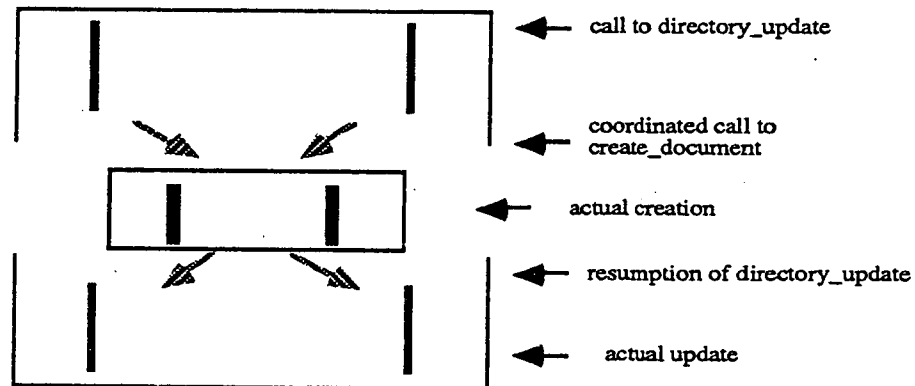 call to directory_update
coordinated call to
create_document
actual creation
resumption of directory_update
actual update